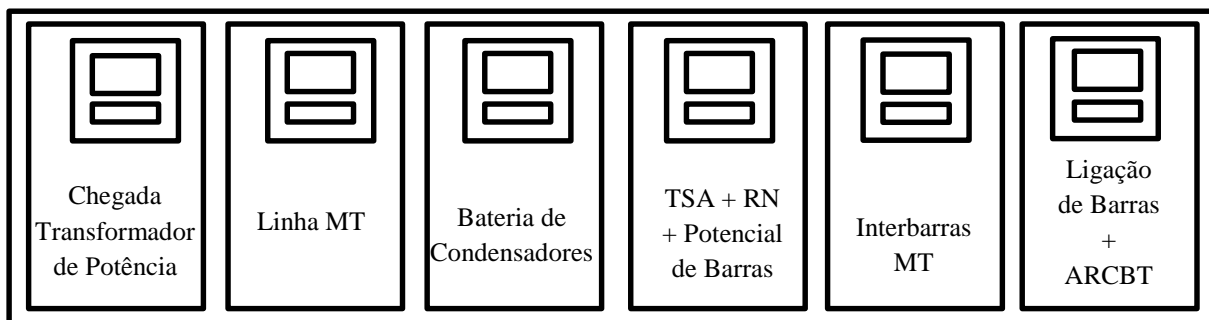 Chegada
Transformador
de Potência
Linha MT
Bateria de
Condensadores
TSA + RN
+ Potencial
de Barras
Interbarras
MT
Ligação
de Barras
+
ARCBT